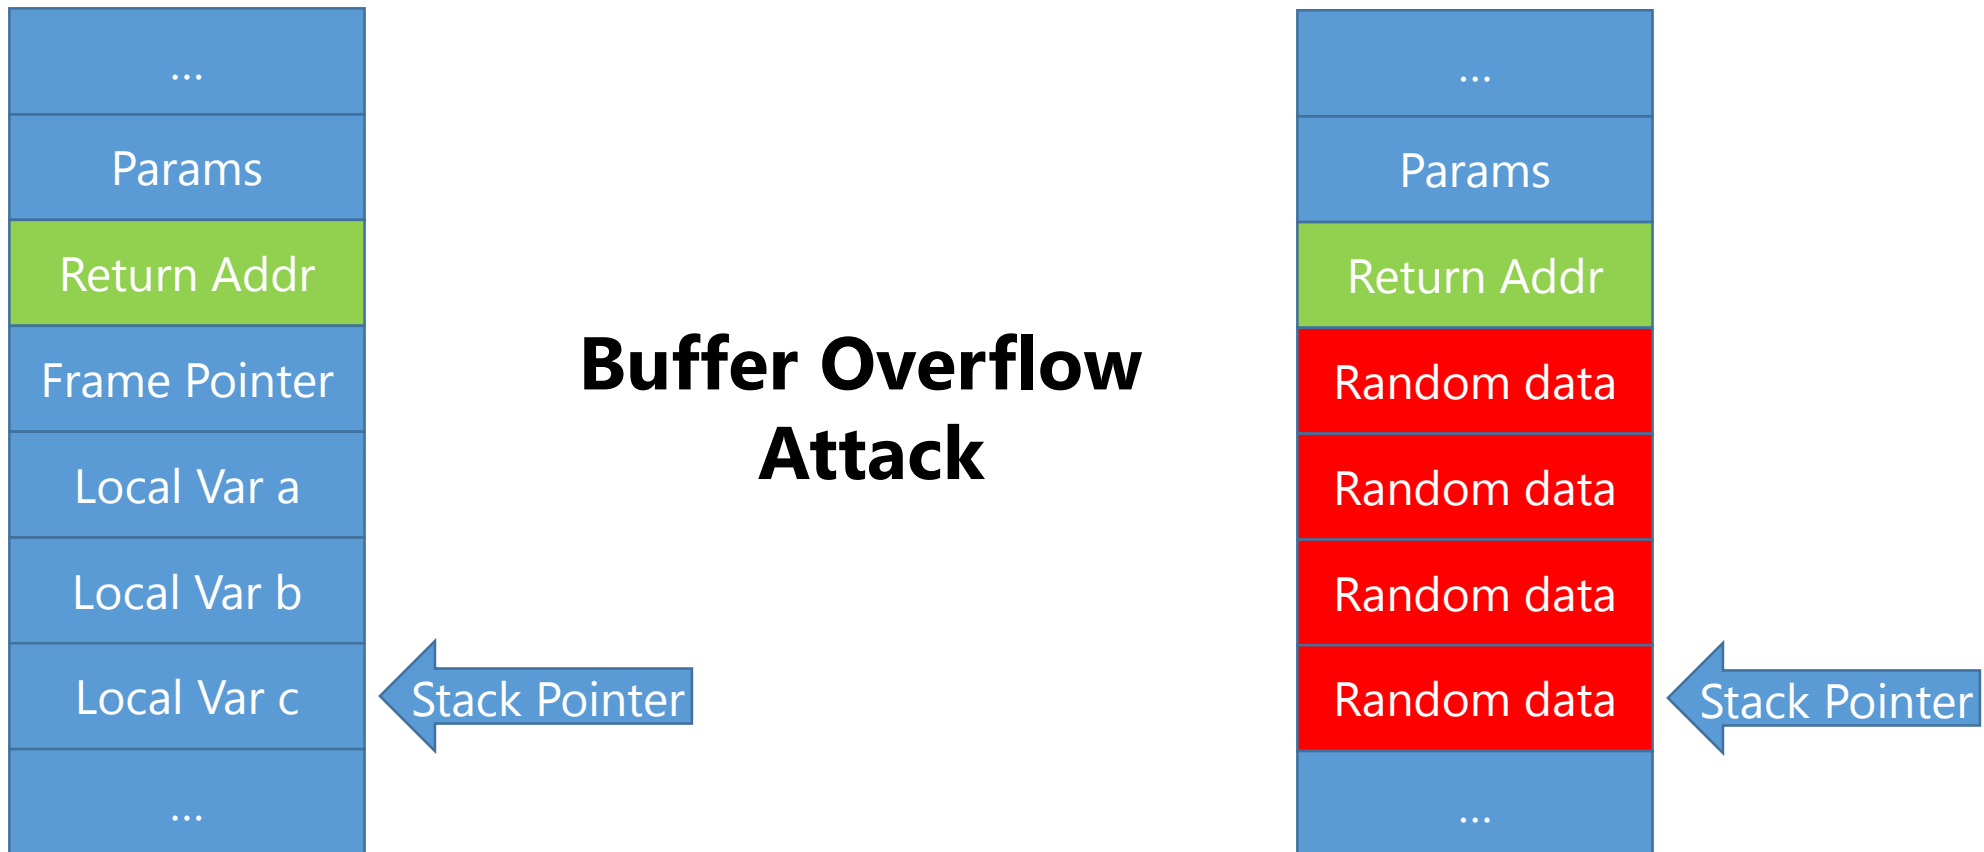 ...
Params
Return Addr
Frame Pointer
Local Var a
Local Var b
Local Var c
...
Stack Pointer
Buffer Overflow
Attack
...
Params
Return Addr
Random data
Random data
Random data
Random data
...
Stack Pointer